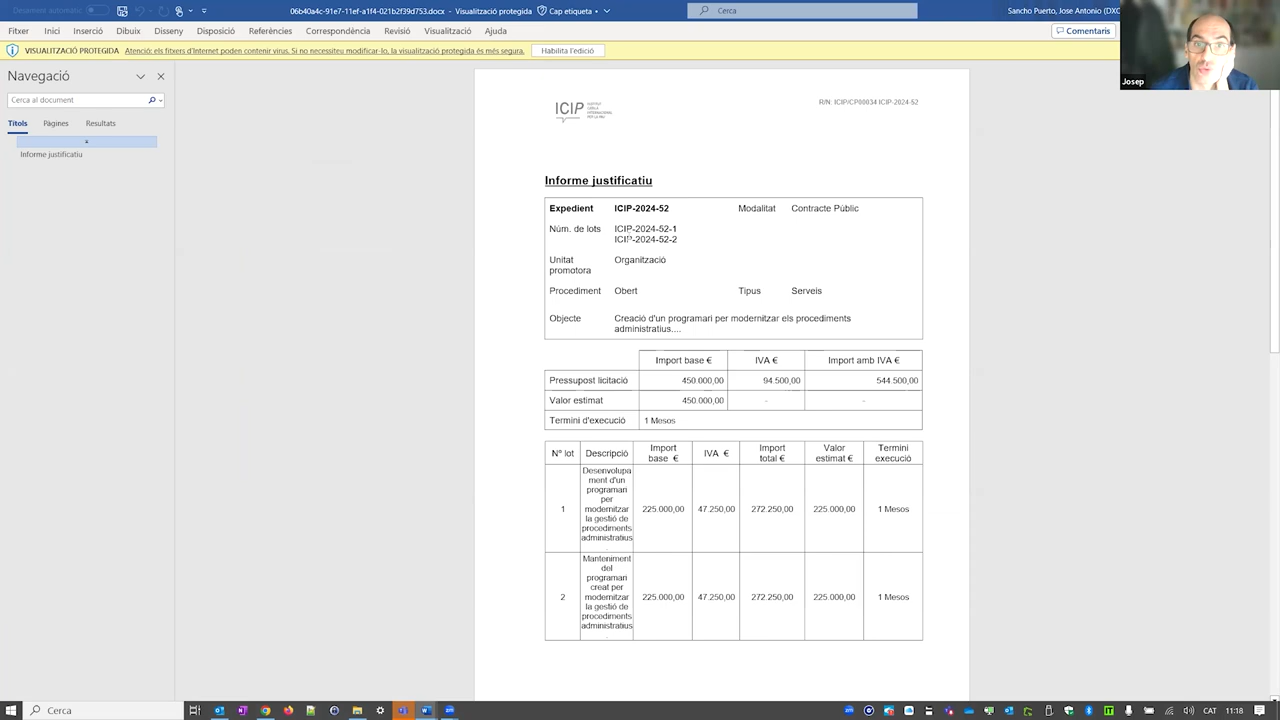 Desament automàtic
06b40a4c-91e7-11ef-a1f4-021b2f39d753.docx - Visualització protegida
Cap etiqueta
Cerca
Sancho Puerto, Jose Antonio (DXC
Fitxer Inici Inserció Dibuix Disseny Disposició Referències Correspondència Revisió Visualització Ajuda
Comentaris
VISUALITZACIÓ PROTEGIDA Atenció: els fitxers d'Internet poden contenir virus. Si no necessiteu modificar-lo, la visualització protegida és més segura. Habilita l'edició
Josep
Navegació
Cerca al document
Títols Pàgines Resultats
Informe justificatiu
ICIP
R/N: ICIP/CP00034 ICIP-2024-52
Informe justificatiu
Expedient ICIP-2024-52 Modalitat Contracte Públic
Núm. de lots ICIP-2024-52-1
ICIP-2024-52-2
Unitat Organització
promotora
Procediment Obert Tipus Serveis
Objecte Creació d'un programari per modernitzar els procediments
administratius....
Import base € IVA € Import amb IVA €
Pressupost licitació 450.000,00 94.500,00 544.500,00
Valor estimat 450.000,00 - -
Termini d'execució 1 Mesos
Nº lot Descripció Import base € IVA € Import total € Valor estimat € Termini execució
Desenvolupa
ment d'un
programari
per
modernitzar
1 la gestió de 225.000,00 47.250,00 272.250,00 225.000,00 1 Mesos
procediments
administratius
.
Manteniment
del
programari
creat per
2 modernitzar 225.000,00 47.250,00 272.250,00 225.000,00 1 Mesos
la gestió de
procediments
administratius
.
Cerca
CAT 11:18